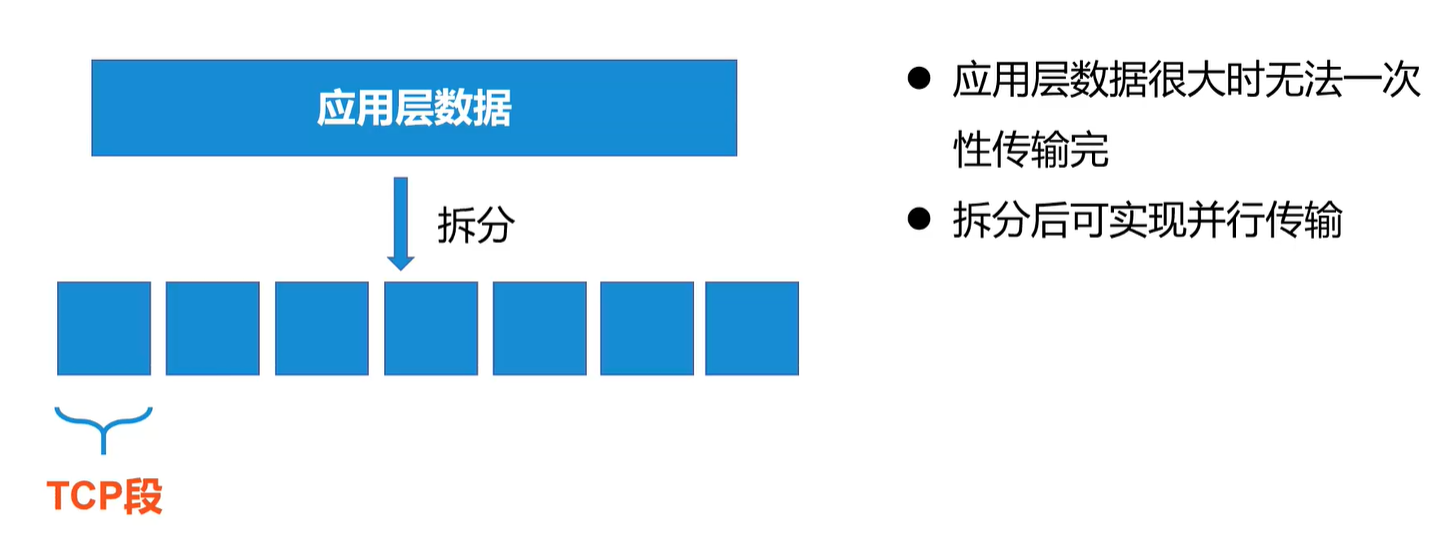 应用层数据
拆分
TCP段
应用层数据很大时无法一次
性传输完
拆分后可实现并行传输